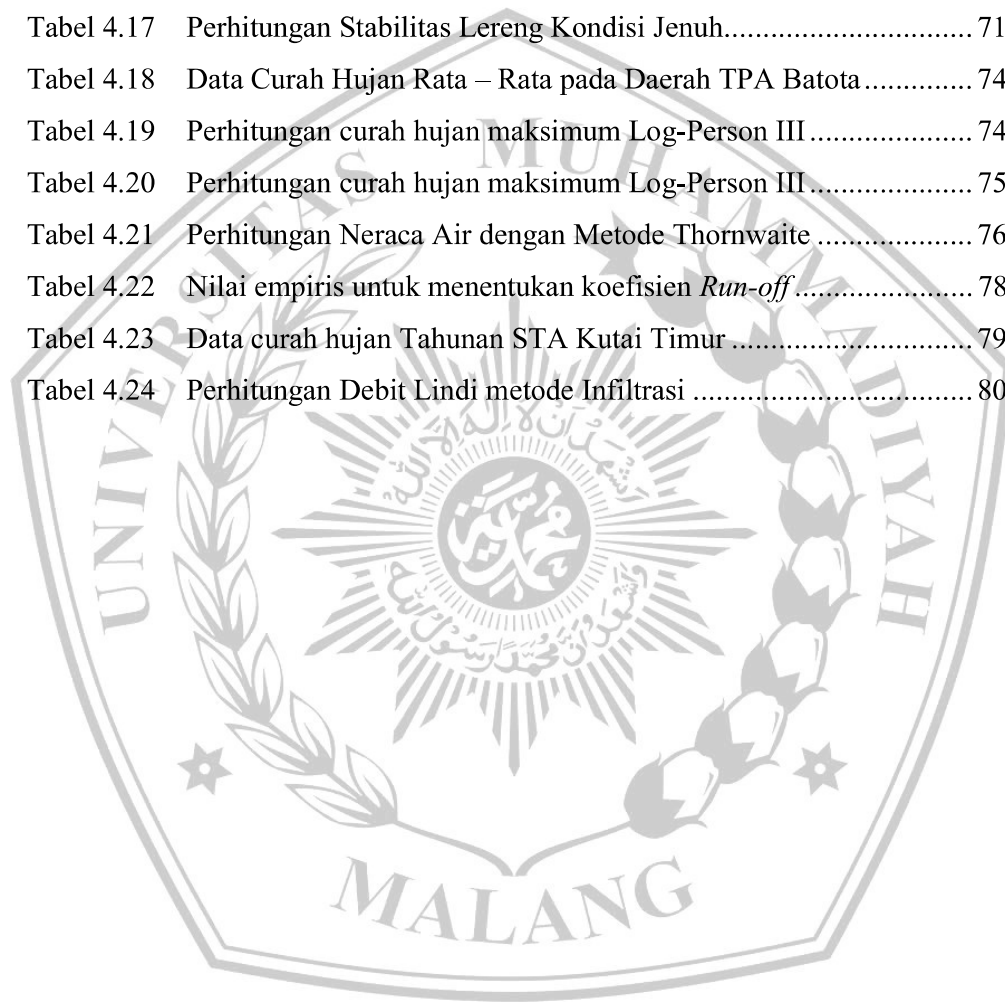 Tabel 4.17 Perhitungan Stabilitas Lereng Kondisi Jenuh............................... 71
Tabel 4.18 Data Curah Hujan Rata – Rata pada Daerah TPA Batota.............. 74
Tabel 4.19 Perhitungan curah hujan maksimum Log-Person III..................... 74
Tabel 4.20 Perhitungan curah hujan maksimum Log-Person III..................... 75
Tabel 4.21 Perhitungan Neraca Air dengan Metode Thornwaite .................... 76
Tabel 4.22 Nilai empiris untuk menentukan koefisien Run-off....................... 78
Tabel 4.23 Data curah hujan Tahunan STA Kutai Timur ............................... 79
Tabel 4.24 Perhitungan Debit Lindi metode Infiltrasi .................................... 80
UNIVERSITAS MUHAMMADIYAH
MALANG